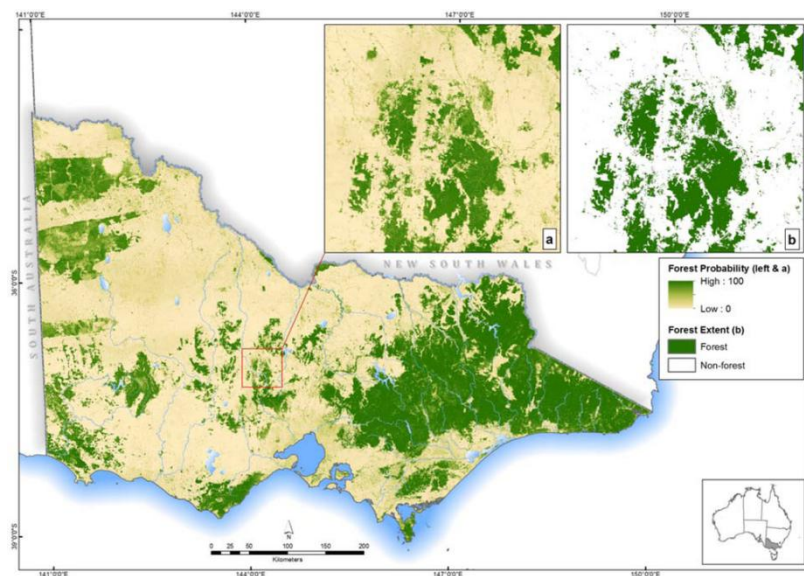 141°0'0"E
144°0'0"E
147°0'0"E
150°0'0"E
a
b
SOUTH AUSTRALIA
NEW SOUTH WALES
36°0'0"S
39°0'0"S
Forest Probability (left & a)
High : 100
Low : 0
Forest Extent (b)
Forest
Non-forest
N
0 25 50 100 150 200
Kilometers
141°0'0"E
144°0'0"E
147°0'0"E
150°0'0"E